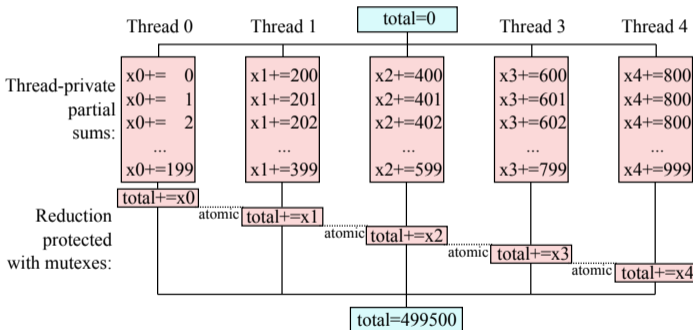 Thread 0 Thread 1 total=0 Thread 3 Thread 4
Thread-private partial sums:
x0+= 0 x1+=200 x2+=400 x3+=600 x4+=800
x0+= 1 x1+=201 x2+=401 x3+=601 x4+=800
x0+= 2 x1+=202 x2+=402 x3+=602 x4+=800
... ... ... ... ...
x0+=199 x1+=399 x2+=599 x3+=799 x4+=999
Reduction protected with mutexes:
total+=x0
atomic total+=x1
atomic total+=x2
atomic total+=x3
atomic total+=x4
total=499500